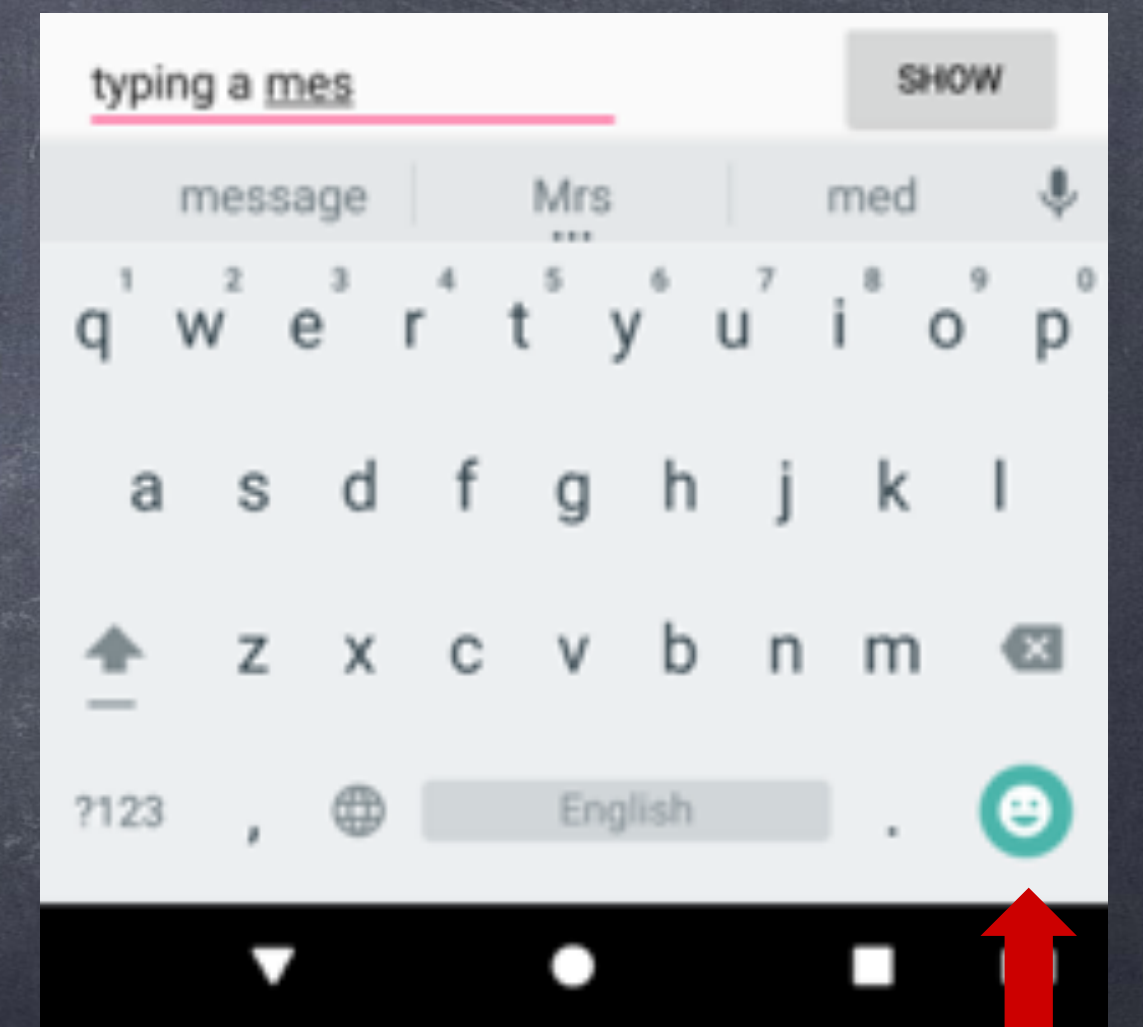 typing a mes
SHOW
message Mrs med
1 2 3 4 5 6 7 8 9 0
q w e r t y u i o p
a s d f g h j k l
z x c v b n m
?123 , English .